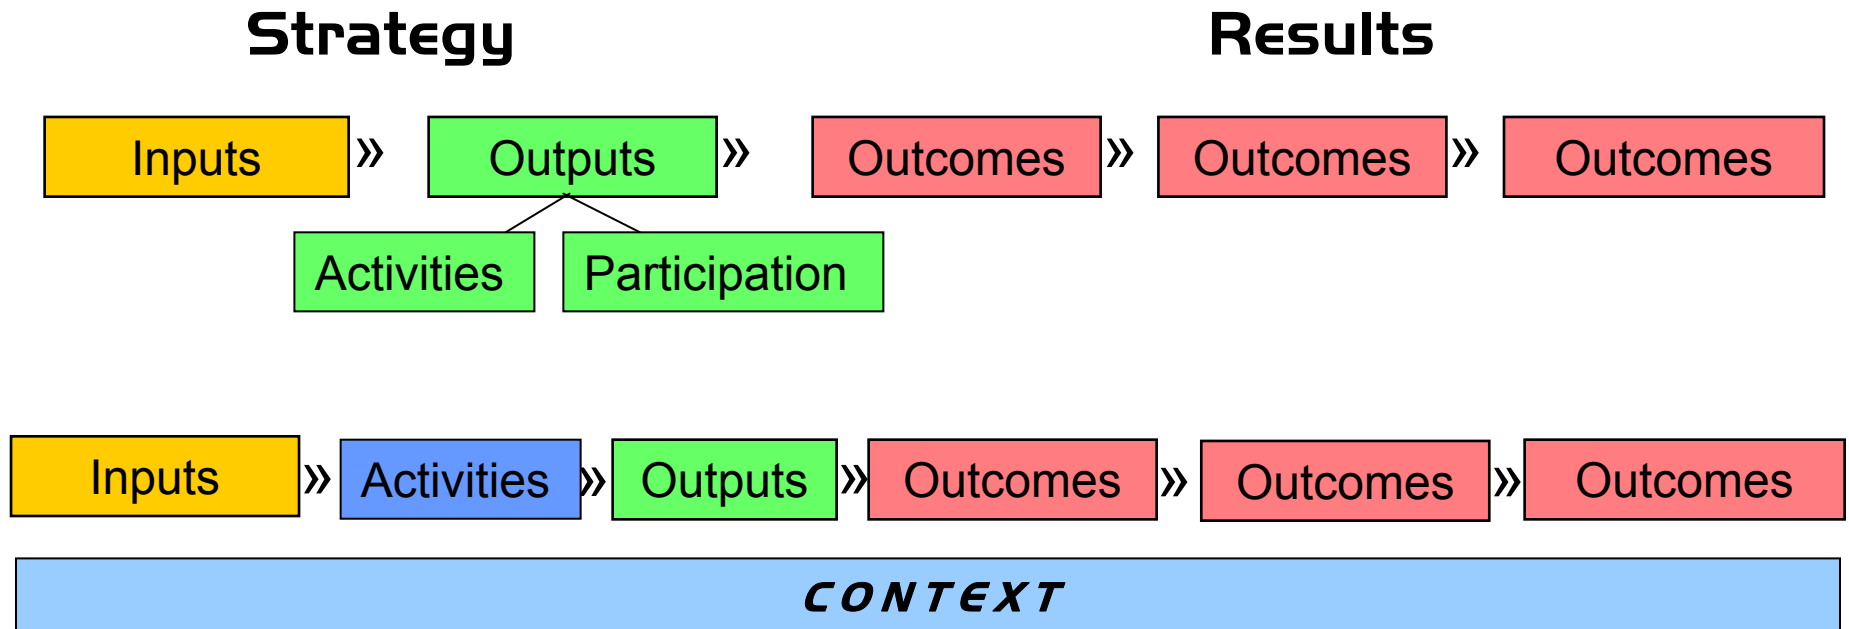 Strategy Results
Inputs » Outputs » Outcomes » Outcomes » Outcomes
Activities Participation
Inputs » Activities » Outputs » Outcomes » Outcomes » Outcomes
CONTEXT